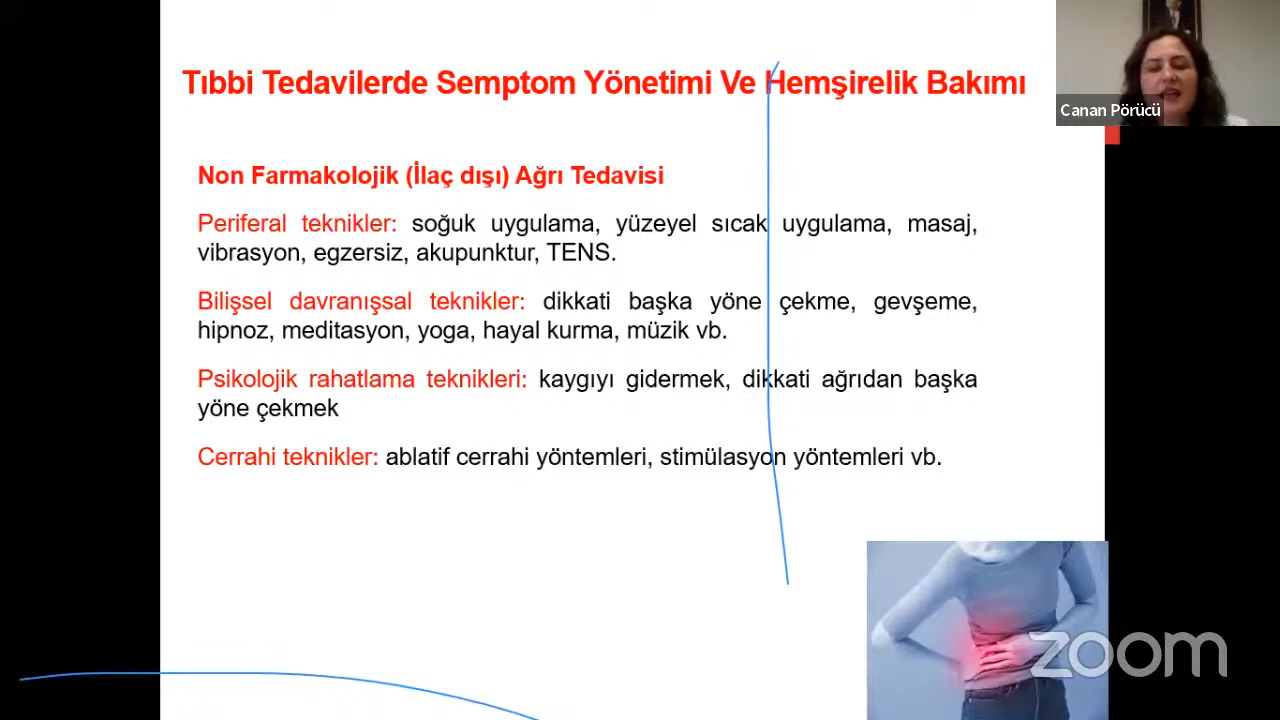 Tıbbi Tedavilerde Semptom Yönetimi Ve Hemşirelik Bakımı
Canan Pörücü
Non Farmakolojik (İlaç dışı) Ağrı Tedavisi
Periferal teknikler: soğuk uygulama, yüzeyel sıcak uygulama, masaj,
vibrasyon, egzersiz, akupunktur, TENS.
Bilişsel davranışsal teknikler: dikkati başka yöne çekme, gevşeme,
hipnoz, meditasyon, yoga, hayal kurma, müzik vb.
Psikolojik rahatlama teknikleri: kaygıyı gidermek, dikkati ağrıdan başka
yöne çekmek
Cerrahi teknikler: ablatif cerrahi yöntemleri, stimülasyon yöntemleri vb.
zoom